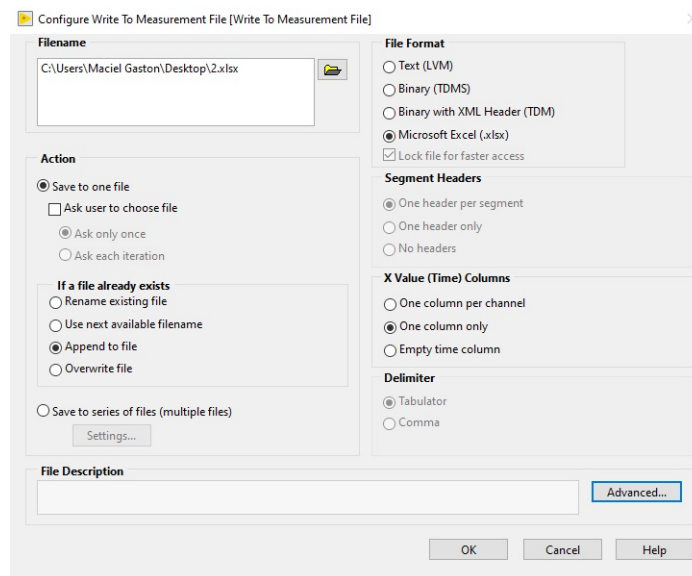 Configure Write To Measurement File [Write To Measurement File]
Filename
C:\Users\Maciel Gaston\Desktop\2.xlsx
Action
Save to one file
Ask user to choose file
Ask only once
Ask each iteration
If a file already exists
Rename existing file
Use next available filename
Append to file
Overwrite file
Save to series of files (multiple files)
Settings...
File Format
Text (LVM)
Binary (TDMS)
Binary with XML Header (TDM)
Microsoft Excel (.xlsx)
Lock file for faster access
Segment Headers
One header per segment
One header only
No headers
X Value (Time) Columns
One column per channel
One column only
Empty time column
Delimiter
Tabulator
Comma
File Description
Advanced...
OK Cancel Help